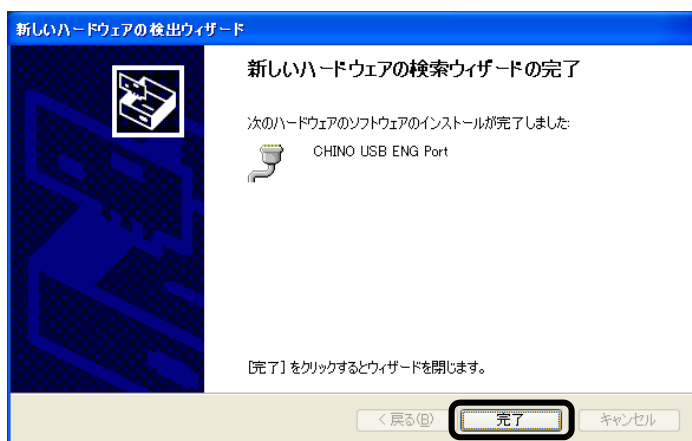 新しいハードウェアの検出ウィザード
新しいハードウェアの検索ウィザードの完了
次のハードウェアのソフトウェアのインストールが完了しました:
CHINO USB ENG Port
[完了] をクリックするとウィザードを閉じます。
< 戻る(B) 完了 キャンセル